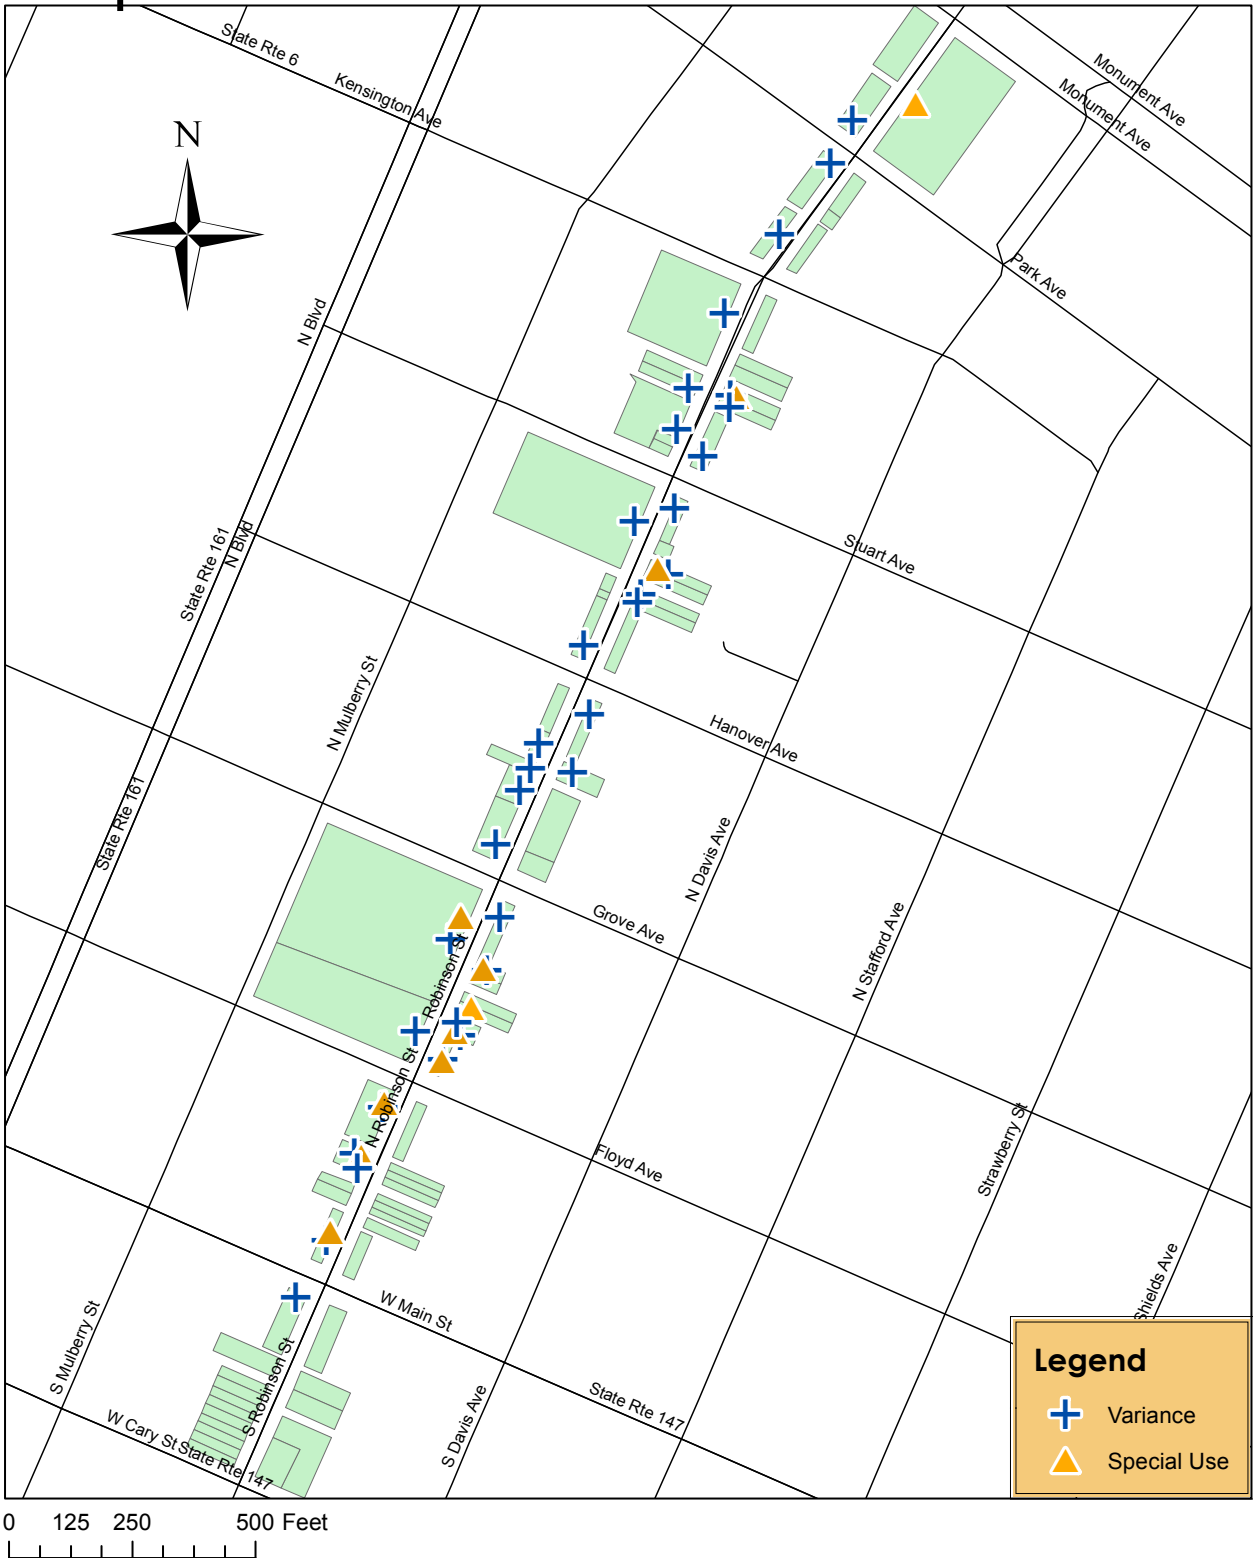 State Rte 6
Kensington Ave
Monument Ave
Monument Ave
N
Park Ave
N Blvd
State Rte 161
N Blvd
Stuart Ave
N Mulberry St
Hanover Ave
State Rte 161
N Davis Ave
Grove Ave
N Stafford Ave
Robinson St
N Robinson St
Floyd Ave
Strawberry St
Shields Ave
W Main St
S Mulberry St
S Robinson St
S Davis Ave
State Rte 147
W Cary St
State Rte 147
Legend
Variance
Special Use
0 125 250 500 Feet